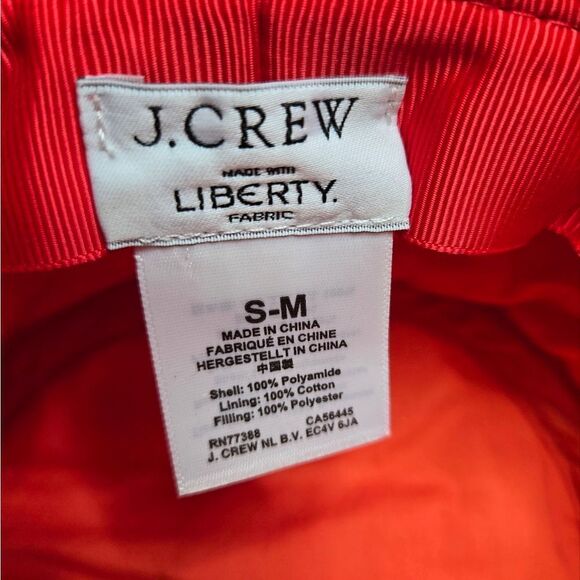 J.CREW
MADE WITH
LIBERTY.
FABRIC
S-M
MADE IN CHINA
FABRIQUÉ EN CHINE
HERGESTELLT IN CHINA
中国製
Shell: 100% Polyamide
Lining: 100% Cotton
Filling: 100% Polyester
RN77388 CA56445
J. CREW NL B.V. EC4V 6JA